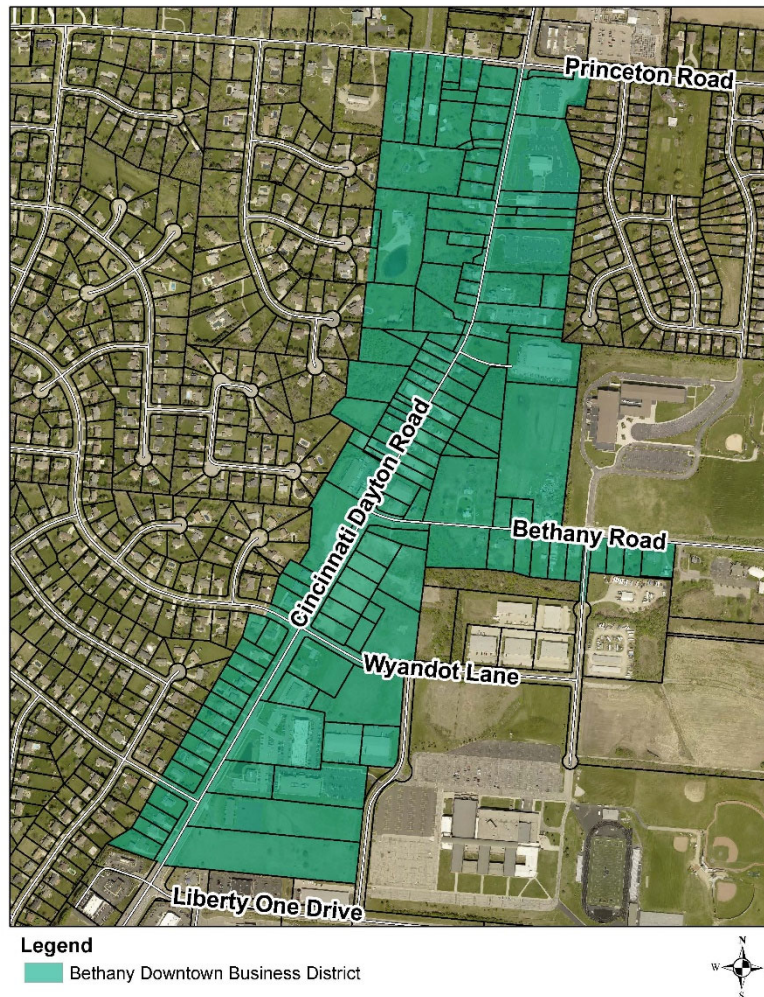 Princeton Road
Cincinnati Dayton Road
Bethany Road
Wyandot Lane
Liberty One Drive
Legend
Bethany Downtown Business District
N
W
S